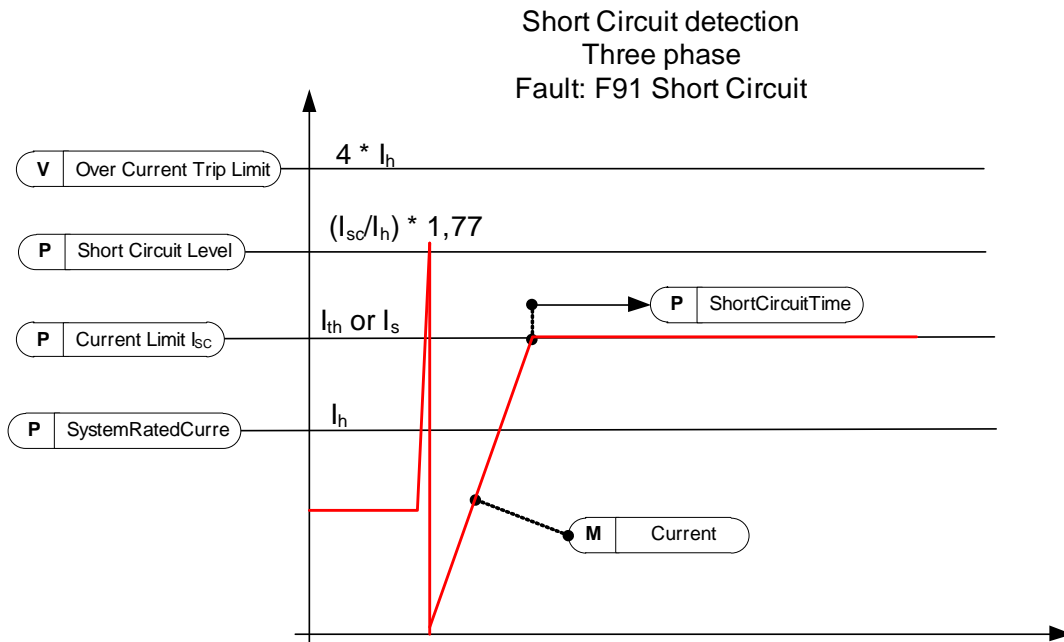 Short Circuit detection
Three phase
Fault: F91 Short Circuit
V Over Current Trip Limit
4 * Ih
P Short Circuit Level
(Isc/Ih) * 1,77
P ShortCircuitTime
P Current Limit ISC
Ith or Is
P SystemRatedCurre
Ih
M Current